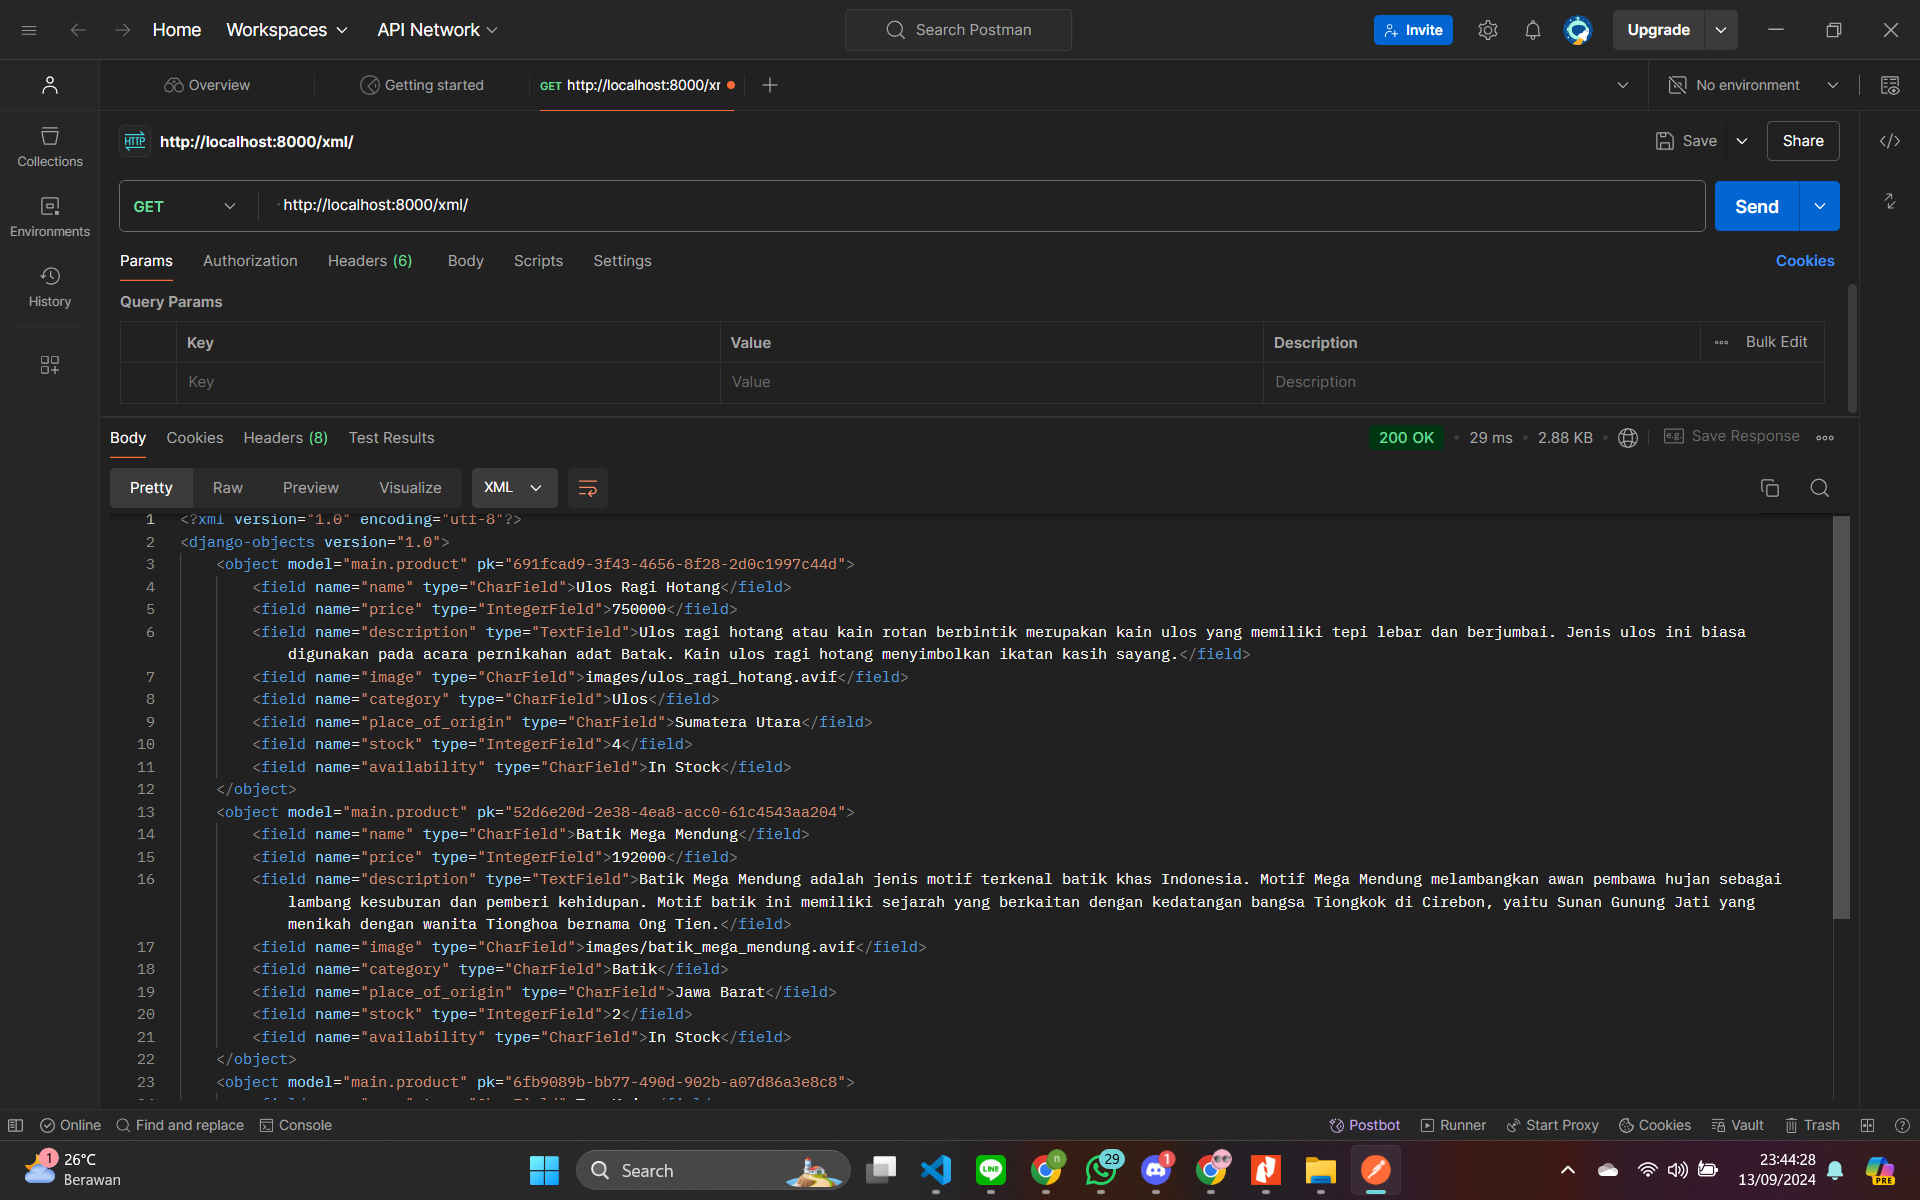 Home Workspaces API Network Search Postman Invite Upgrade
Overview Getting started GET http://localhost:8000/xr No environment
HTTP http://localhost:8000/xml/ Save Share
Collections
GET http://localhost:8000/xml/ Send
Environments
Params Authorization Headers (6) Body Scripts Settings Cookies
History
Query Params
Key Value Description Bulk Edit
Key Value Description
Body Cookies Headers (8) Test Results 200 OK 29 ms 2.88 KB e.g. Save Response
Pretty Raw Preview Visualize XML
1 <?xml version="1.0" encoding="utf-8"?>
2 <django-objects version="1.0">
3 <object model="main.product" pk="691fcad9-3f43-4656-8f28-2d0c1997c44d">
4 <field name="name" type="CharField">Ulos Ragi Hotang</field>
5 <field name="price" type="IntegerField">750000</field>
6 <field name="description" type="TextField">Ulos ragi hotang atau kain rotan berbintik merupakan kain ulos yang memiliki tepi lebar dan berjumbai. Jenis ulos ini biasa
digunakan pada acara pernikahan adat Batak. Kain ulos ragi hotang menyimbolkan ikatan kasih sayang.</field>
7 <field name="image" type="CharField">images/ulos_ragi_hotang.avif</field>
8 <field name="category" type="CharField">Ulos</field>
9 <field name="place_of_origin" type="CharField">Sumatera Utara</field>
10 <field name="stock" type="IntegerField">4</field>
11 <field name="availability" type="CharField">In Stock</field>
12 </object>
13 <object model="main.product" pk="52d6e20d-2e38-4ea8-acc0-61c4543aa204">
14 <field name="name" type="CharField">Batik Mega Mendung</field>
15 <field name="price" type="IntegerField">192000</field>
16 <field name="description" type="TextField">Batik Mega Mendung adalah jenis motif terkenal batik khas Indonesia. Motif Mega Mendung melambangkan awan pembawa hujan sebagai
lambang kesuburan dan pemberi kehidupan. Motif batik ini memiliki sejarah yang berkaitan dengan kedatangan bangsa Tiongkok di Cirebon, yaitu Sunan Gunung Jati yang
menikah dengan wanita Tionghoa bernama Ong Tien.</field>
17 <field name="image" type="CharField">images/batik_mega_mendung.avif</field>
18 <field name="category" type="CharField">Batik</field>
19 <field name="place_of_origin" type="CharField">Jawa Barat</field>
20 <field name="stock" type="IntegerField">2</field>
21 <field name="availability" type="CharField">In Stock</field>
22 </object>
23 <object model="main.product" pk="6fb9089b-bb77-490d-902b-a07d86a3e8c8">
Online Find and replace Console Postbot Runner Start Proxy Cookies Vault Trash
1 26°C Search n 29 1 23:44:28
Berawan 13/09/2024 PRE